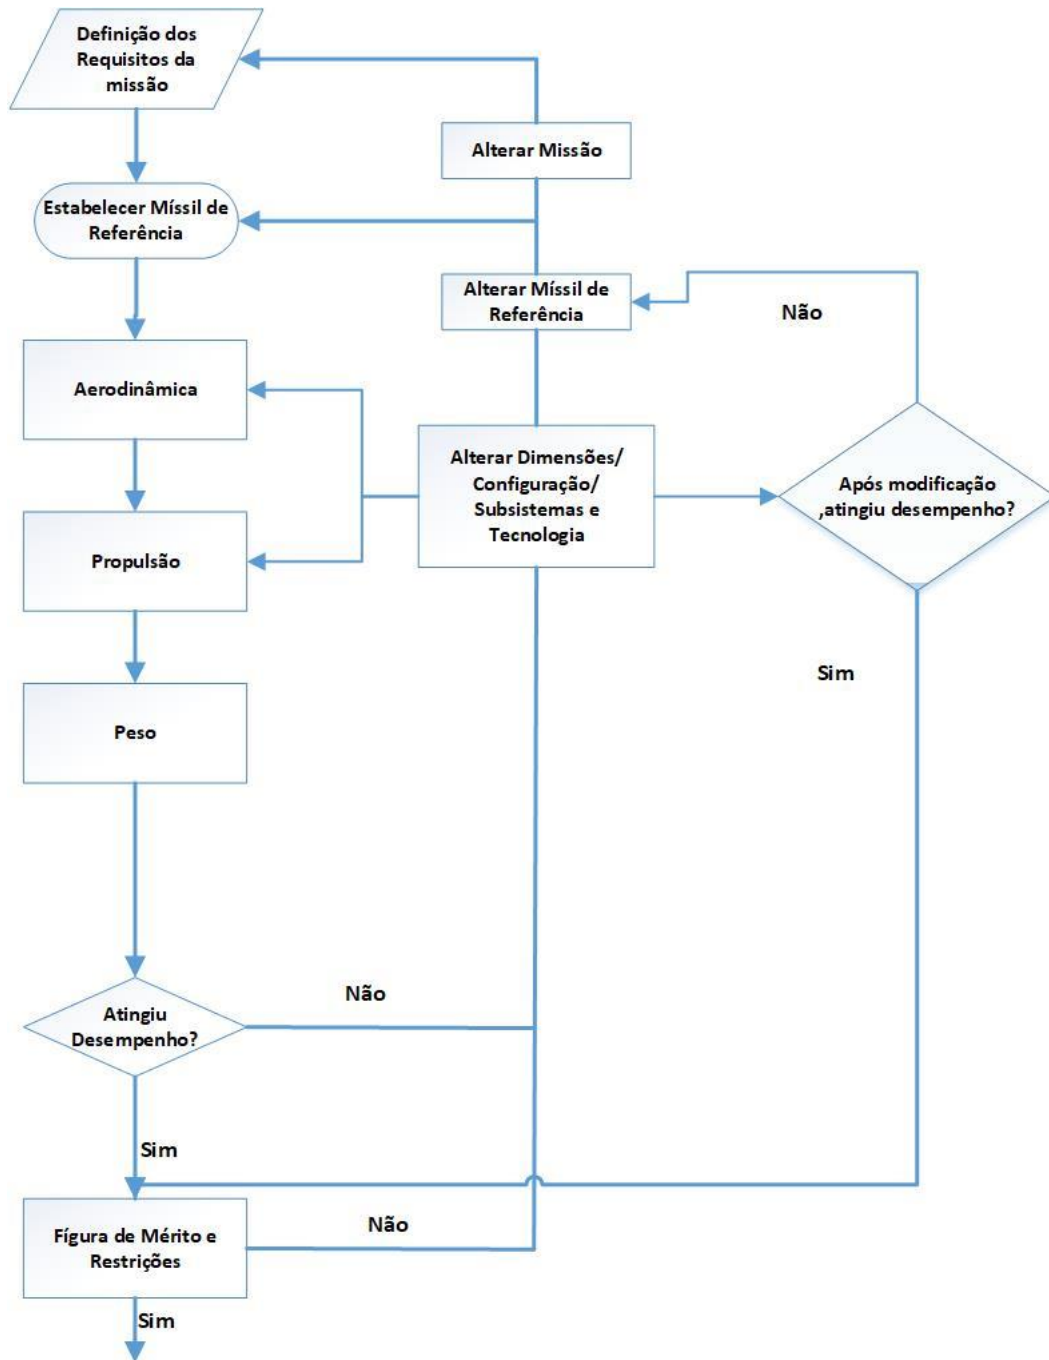 Definição dos
Requisitos da
missão
Alterar Missão
Estabelecer Míssil de
Referência
Alterar Míssil de
Referência
Não
Aerodinâmica
Alterar Dimensões/
Configuração/
Subsistemas e
Tecnologia
Após modificação
,atingiu desempenho?
Propulsão
Sim
Peso
Não
Atingiu
Desempenho?
Sim
Não
Fígura de Mérito e
Restrições
Sim